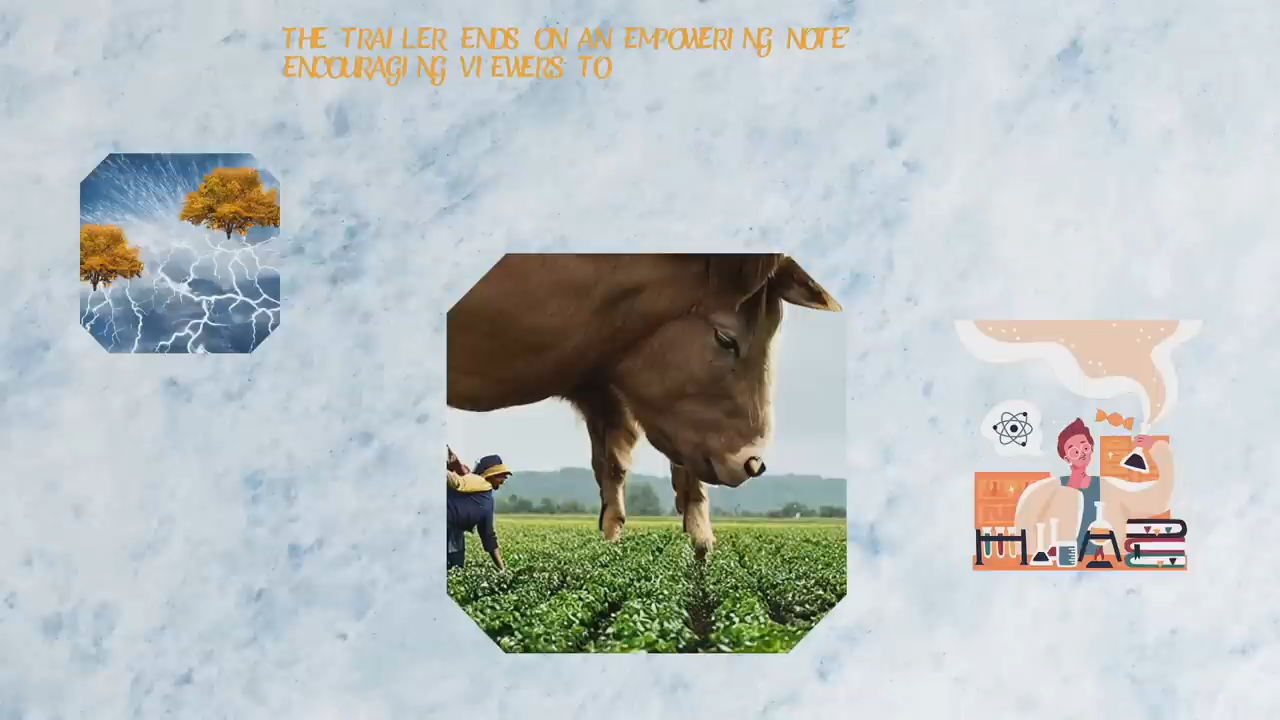 THE TRAILER ENDS ON AN EMPOWERING NOTE'
ENCOURAGING VIEWERS TO